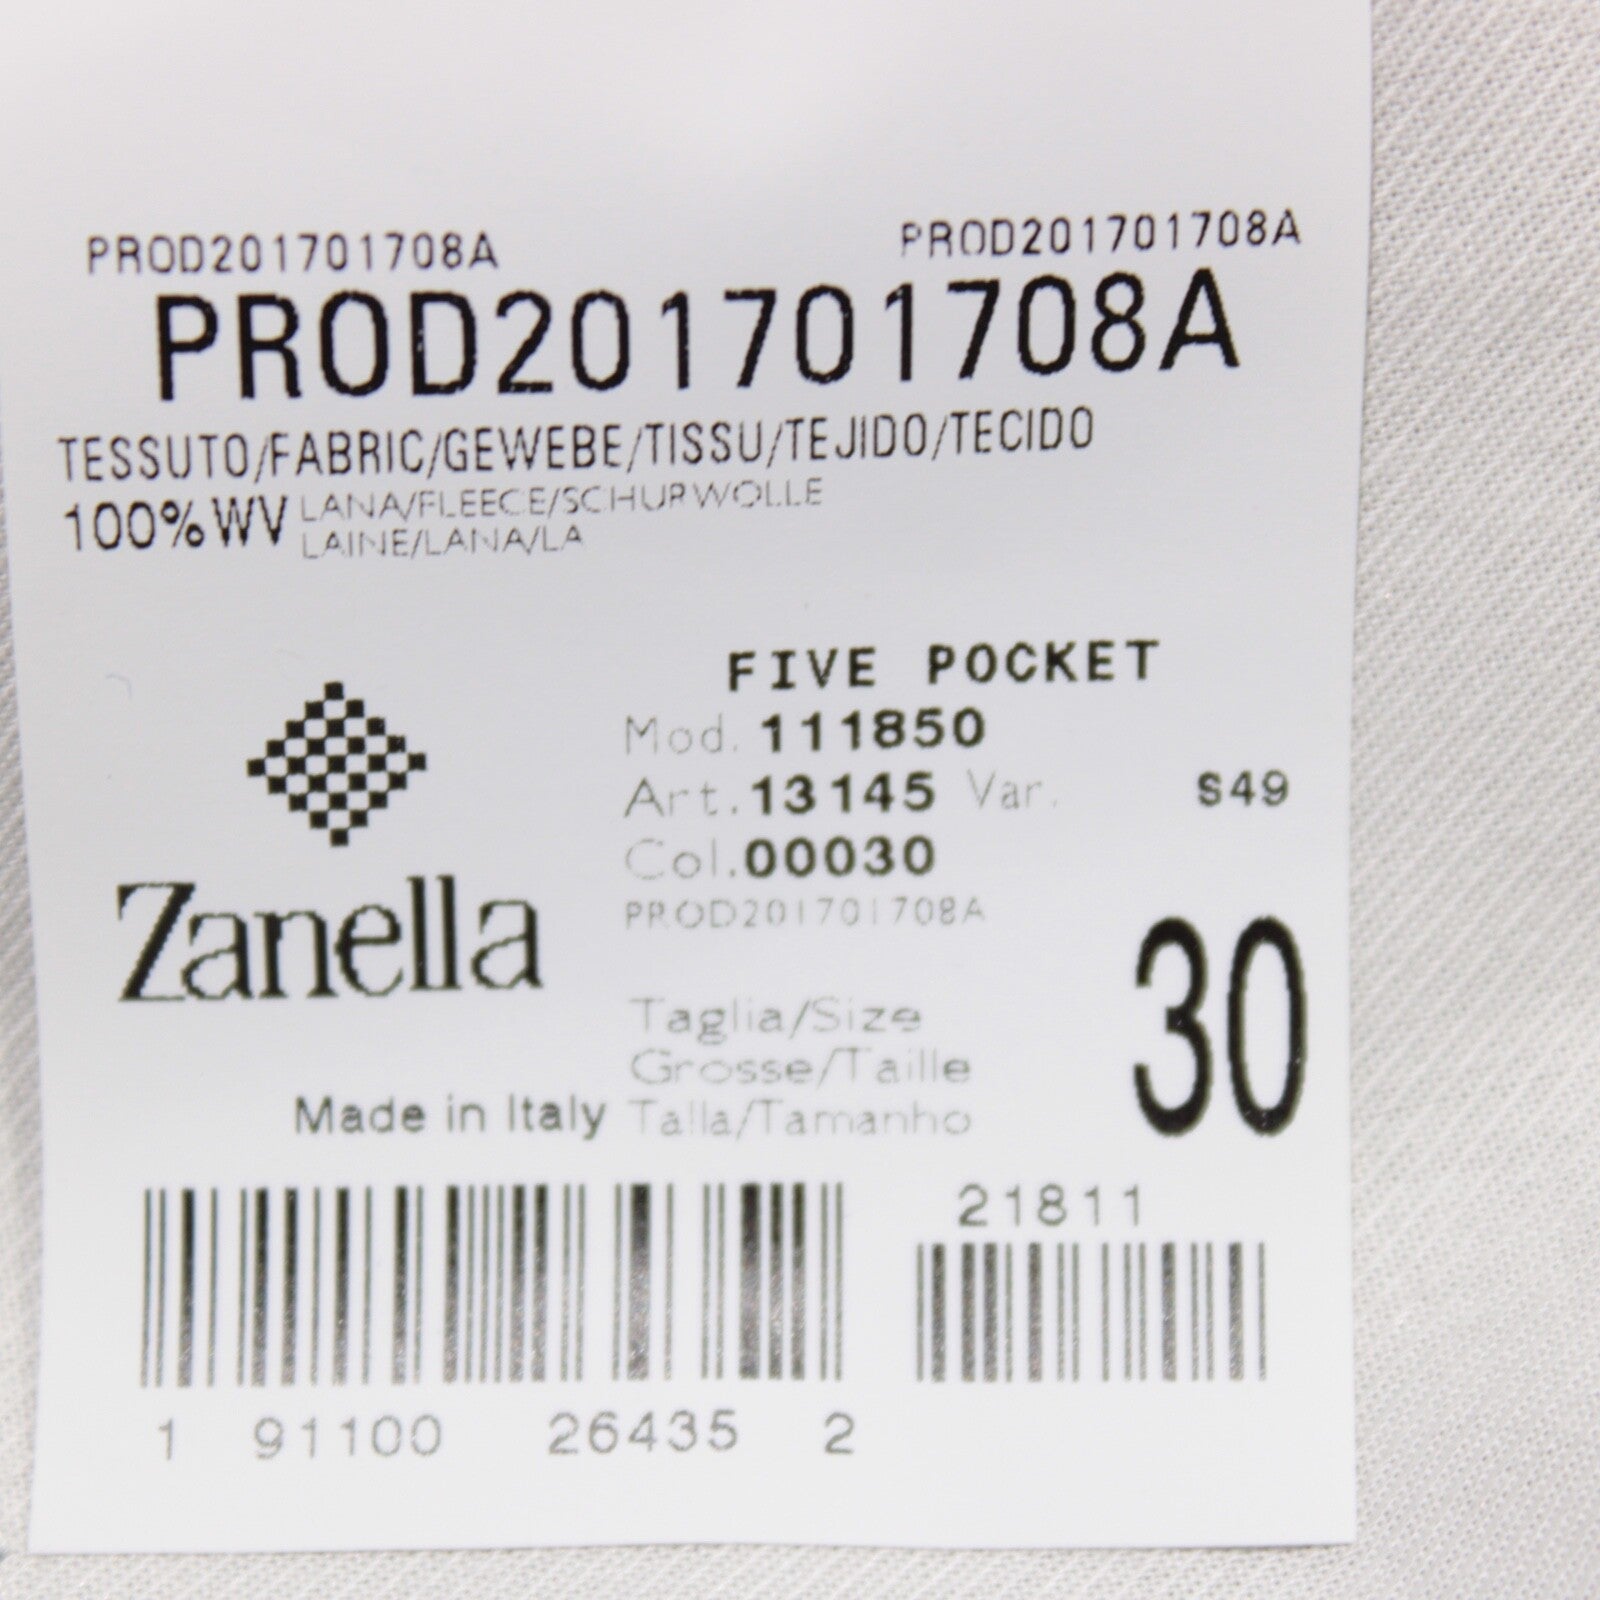 PROD201701708A PROD201701708A
PROD201701708A
TESSUTO/FABRIC/GEWEBE/TISSU/TEJIDO/TECIDO
100%WV LANA/FLEECE/SCHURWOLLE
LAINE/LANA/LA
FIVE POCKET
Mod. 111850
Art. 13145 Var. S49
Col. 00030
PROD201701708A
Zanella
Taglia/Size
Grosse/Taille
Talla/Tamanho
30
Made in Italy
21811
1 91100 26435 2